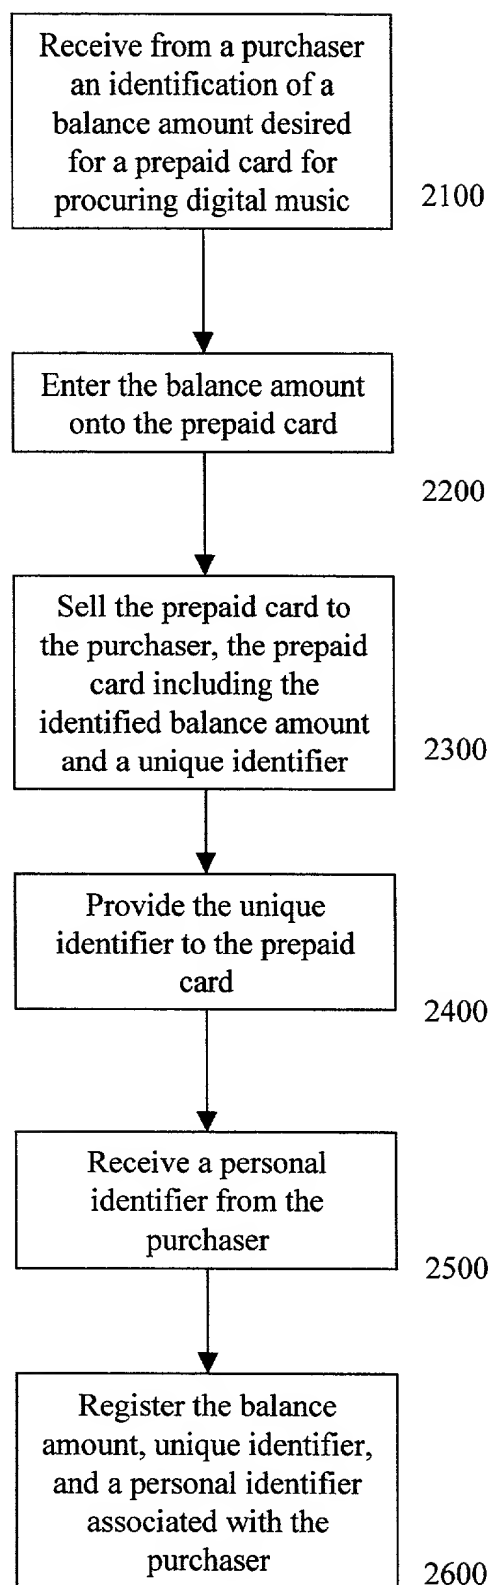 Receive from a purchaser
an identification of a
balance amount desired
for a prepaid card for
procuring digital music
2100
Enter the balance amount
onto the prepaid card
2200
Sell the prepaid card to
the purchaser, the prepaid
card including the
identified balance amount
and a unique identifier
2300
Provide the unique
identifier to the prepaid
card
2400
Receive a personal
identifier from the
purchaser
2500
Register the balance
amount, unique identifier,
and a personal identifier
associated with the
purchaser
2600